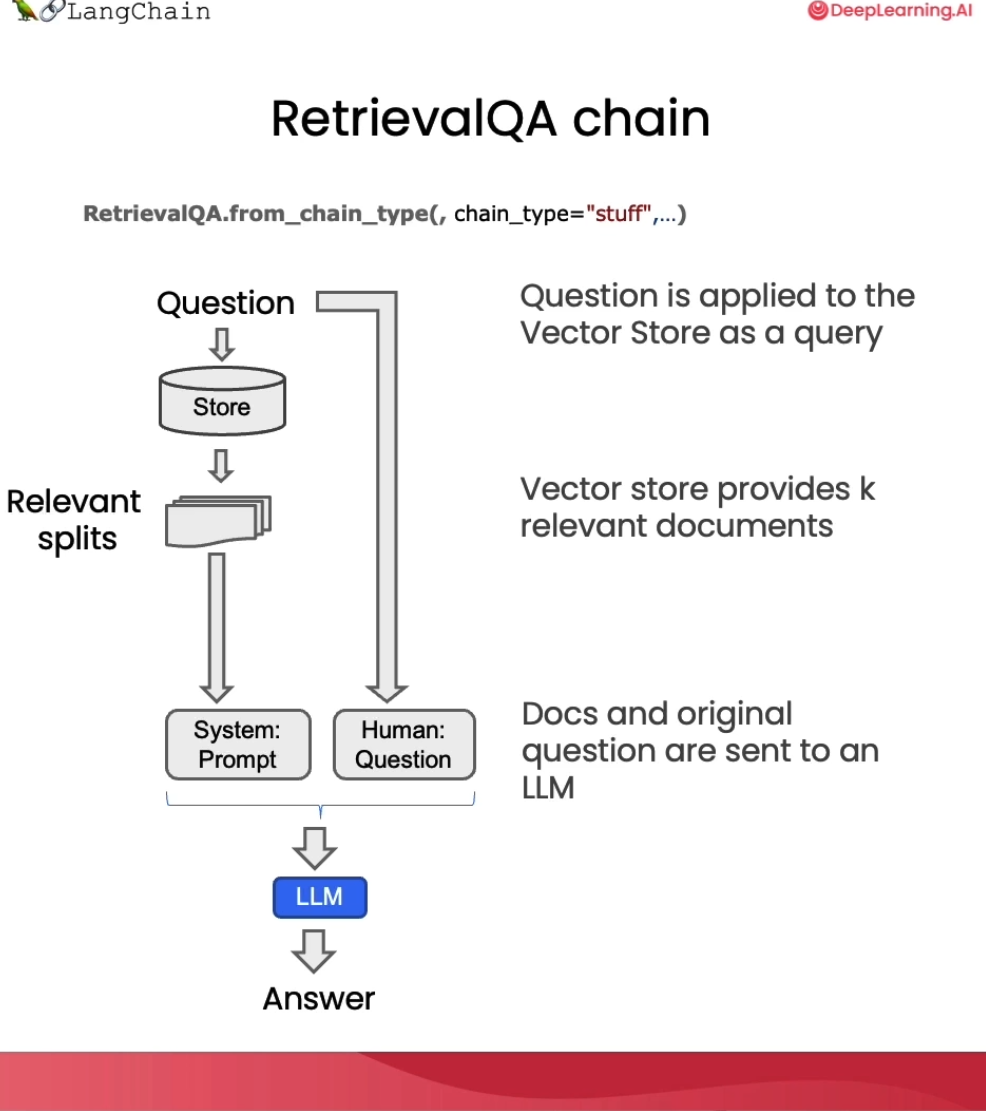 LangChain
DeepLearning.AI
RetrievalQA chain
RetrievalQA.from_chain_type(, chain_type="stuff",...)
Question
Question is applied to the
Vector Store as a query
Store
Relevant
splits
Vector store provides k
relevant documents
System:
Prompt
Human:
Question
Docs and original
question are sent to an
LLM
LLM
Answer